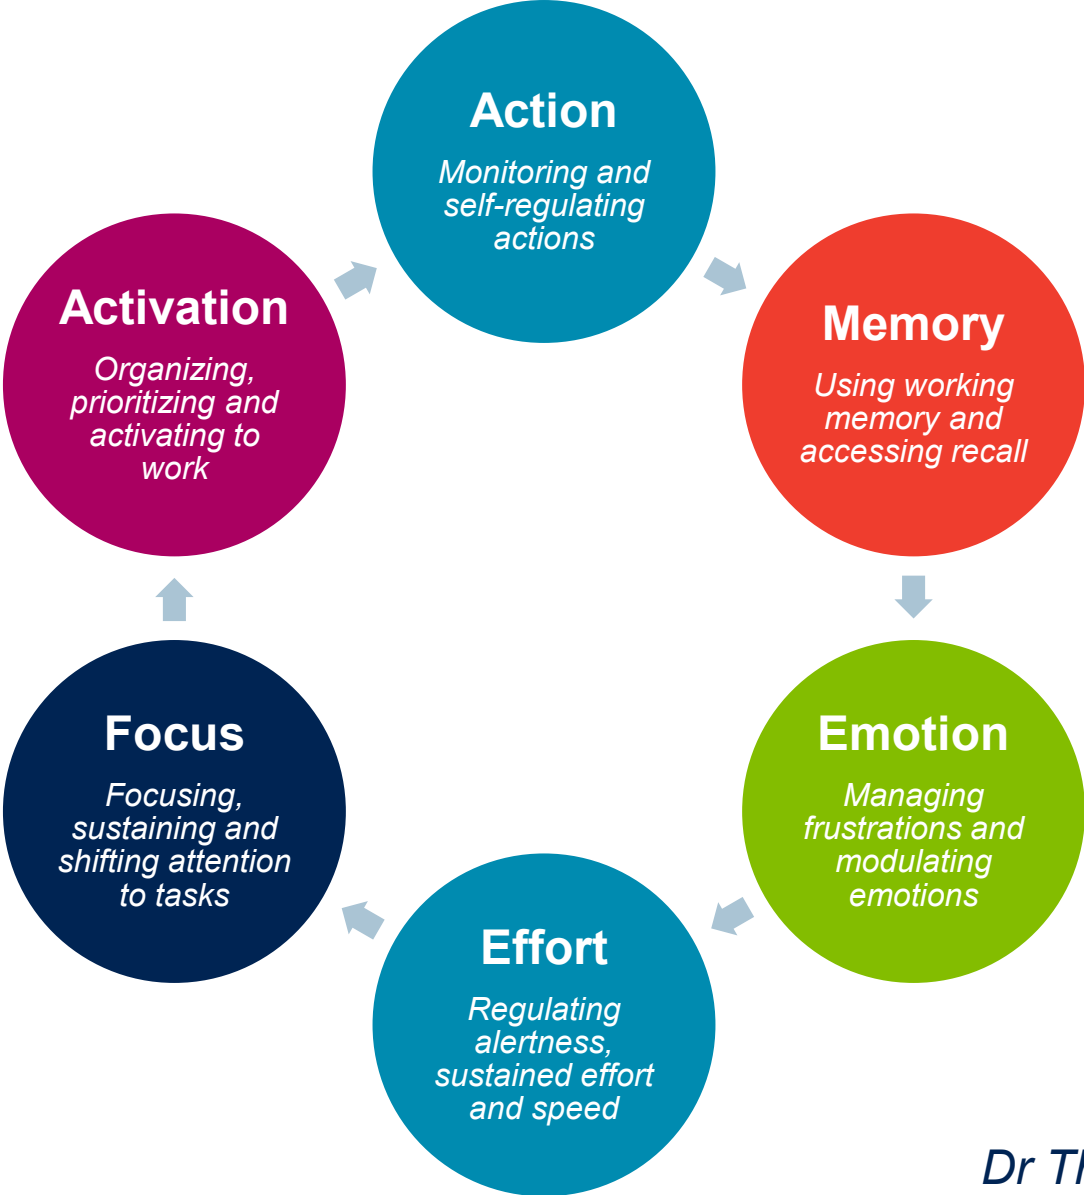 Action
Monitoring and
self-regulating
actions
Memory
Using working
memory and
accessing recall
Emotion
Managing
frustrations and
modulating
emotions
Effort
Regulating
alertness,
sustained effort
and speed
Focus
Focusing,
sustaining and
shifting attention
to tasks
Activation
Organizing,
prioritizing and
activating to
work
Dr